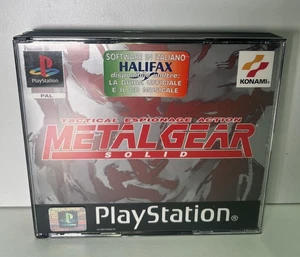 SOFTWARE IN ITALIANO
HALIFAX
disponibili inoltre:
LA GUIDA UFFICIALE
E IL CD MUSICALE
PlayStation
PAL
KONAMI
TACTICAL ESPIONAGE ACTION
METAL GEAR
SOLID
PlayStation